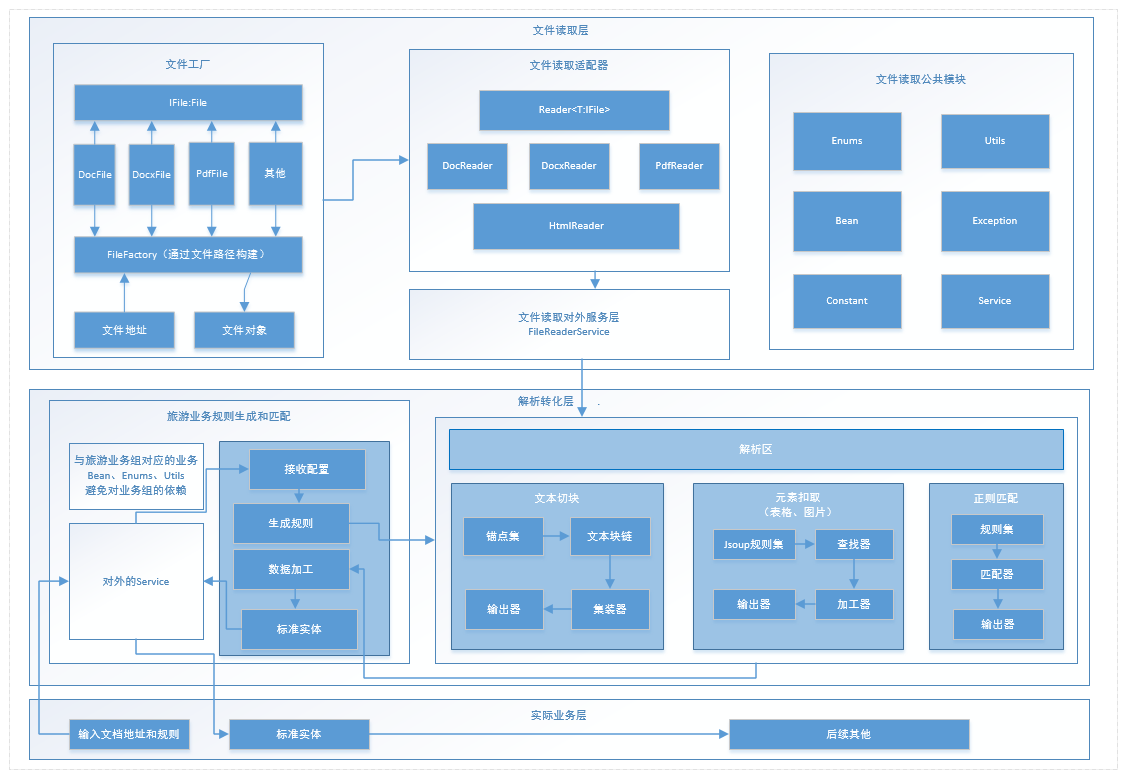 文件读取层
文件工厂
IFile:File
DocFile
DocxFile
PdfFile
其他
FileFactory（通过文件路径构建）
文件地址
文件对象
文件读取适配器
Reader<T:IFile>
DocReader
DocxReader
PdfReader
HtmlReader
文件读取对外服务层
FileReaderService
文件读取公共模块
Enums
Utils
Bean
Exception
Constant
Service
解析转化层
.
旅游业务规则生成和匹配
与旅游业务组对应的业务
Bean、Enums、Utils
避免对业务组的依赖
对外的Service
接收配置
生成规则
数据加工
标准实体
解析区
文本切块
锚点集
文本块链
输出器
集装器
元素扣取
（表格、图片）
Jsoup规则集
查找器
输出器
加工器
正则匹配
规则集
匹配器
输出器
实际业务层
输入文档地址和规则
标准实体
后续其他